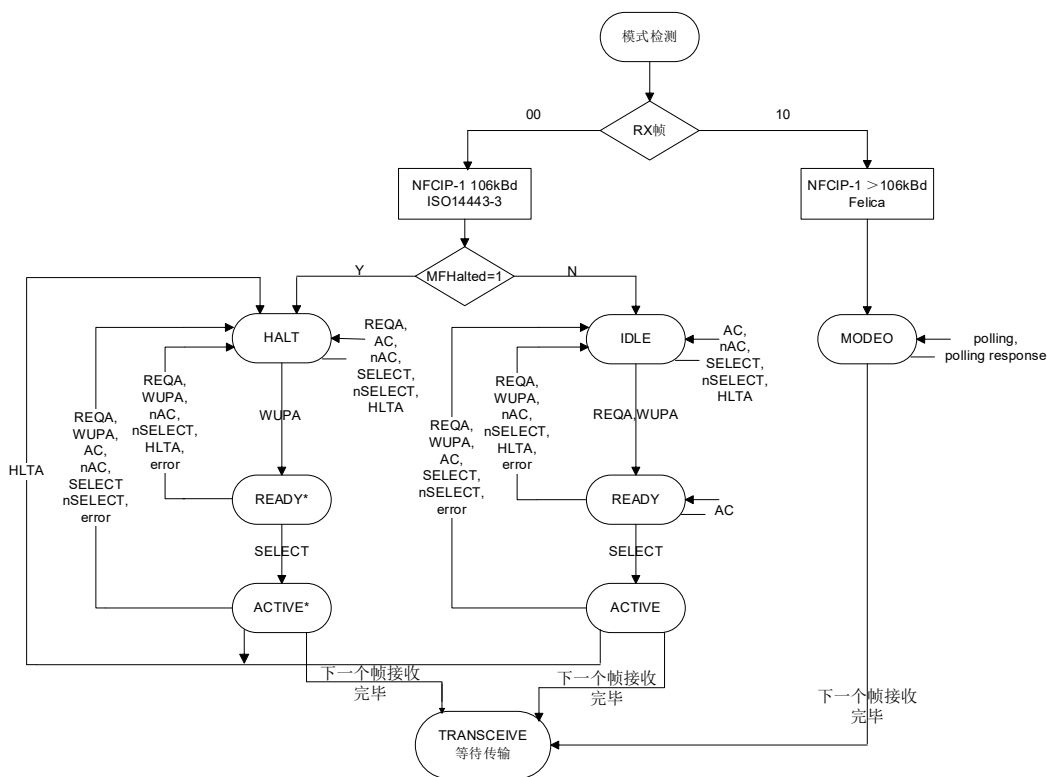 模式检测
00
10
RX帧
NFCIP-1 106kBd
ISO14443-3
NFCIP-1 ＞106kBd
Felica
Y
MFHalted=1
N
HALT
REQA,
AC,
nAC,
SELECT,
nSELECT,
HLTA
IDLE
AC,
nAC,
SELECT,
nSELECT,
HLTA
MODEO
polling,
polling response
HLTA
REQA,
WUPA,
AC,
nAC,
SELECT
nSELECT,
error
REQA,
WUPA,
nAC,
nSELECT,
HLTA,
error
WUPA
REQA,
WUPA,
AC,
nAC,
SELECT,
nSELECT,
error
REQA,
WUPA,
nAC,
nSELECT,
HLTA,
error
REQA,WUPA
READY*
READY
AC
SELECT
SELECT
ACTIVE*
ACTIVE
下一个帧接收
完毕
下一个帧接收
完毕
下一个帧接收
完毕
TRANSCEIVE
等待传输